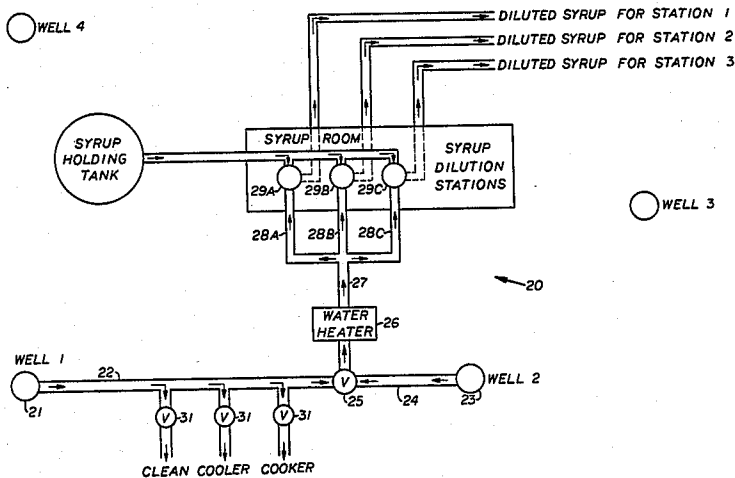 WELL 4
DILUTED SYRUP FOR STATION 1
DILUTED SYRUP FOR STATION 2
DILUTED SYRUP FOR STATION 3
SYRUP
HOLDING
TANK
SYRUP ROOM
SYRUP
DILUTION
STATIONS
29A
29B
29C
WELL 3
28A
28B
28C
27
20
WATER
HEATER
26
WELL 1
22
21
V
25
24
WELL 2
23
V
31
V
31
V
31
CLEAN
COOLER
COOKER